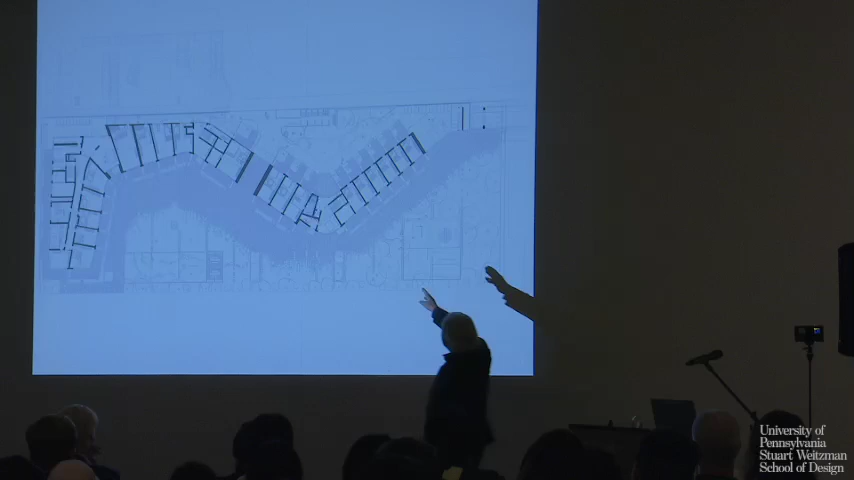 University of
Pennsylvania
Stuart Weitzman
School of Design